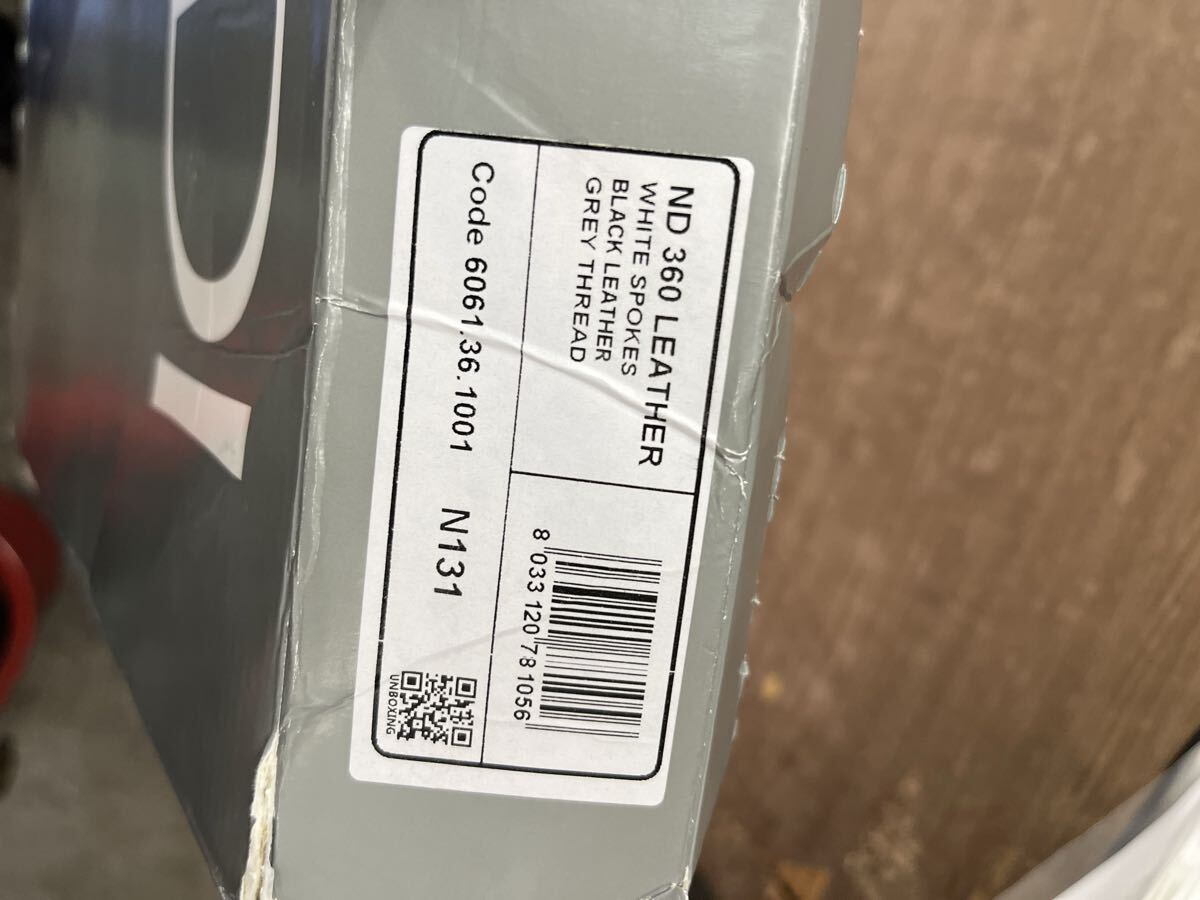 ND 360 LEATHER
WHITE SPOKES
BLACK LEATHER
GREY THREAD
8 033120 781056
Code 6061.36.1001 N131
UNBOXING